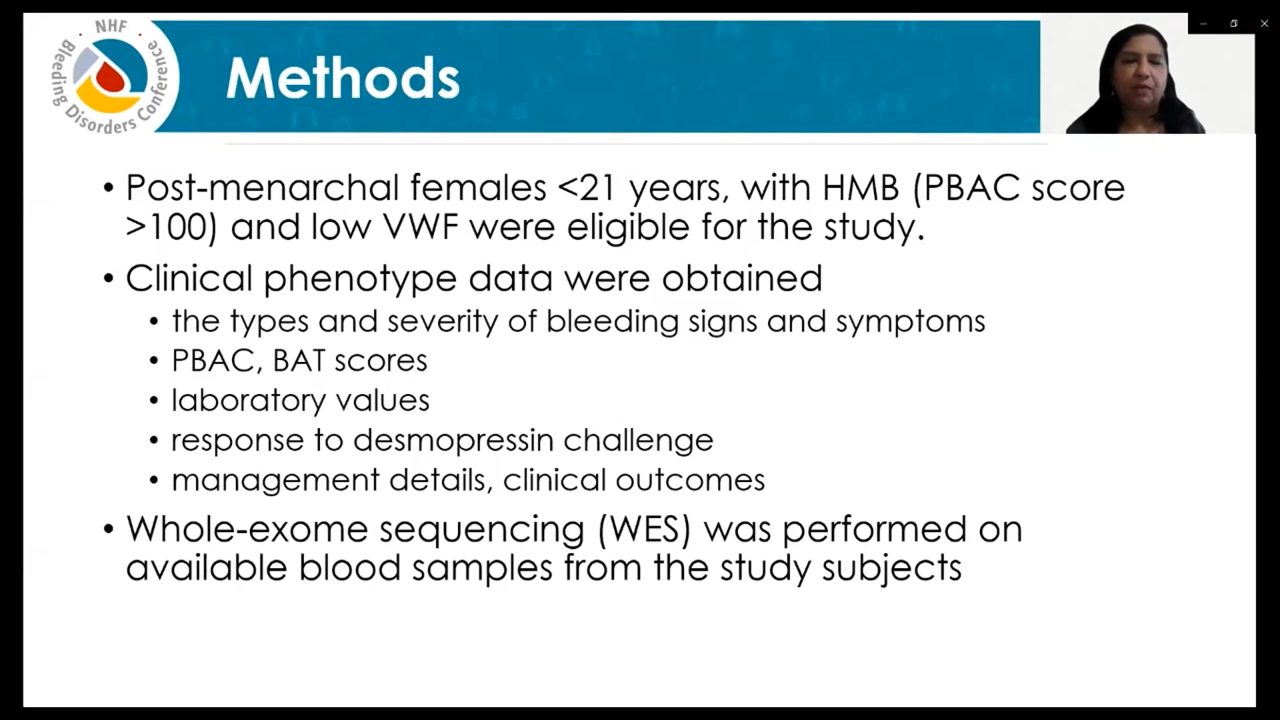 · NHF ·
Bleeding Disorders Conference
Methods
• Post-menarchal females <21 years, with HMB (PBAC score
>100) and low VWF were eligible for the study.
• Clinical phenotype data were obtained
• the types and severity of bleeding signs and symptoms
• PBAC, BAT scores
• laboratory values
• response to desmopressin challenge
• management details, clinical outcomes
• Whole-exome sequencing (WES) was performed on
available blood samples from the study subjects